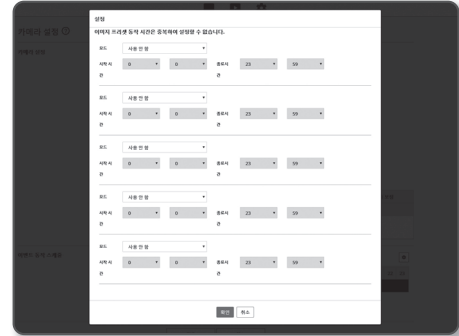 설정
이미지 프리셋 동작 시간은 중복하여 설정할 수 없습니다.
모드 사용 안 함
시작 시간 0 0 종료시간 23 59
모드 사용 안 함
시작 시간 0 0 종료시간 23 59
모드 사용 안 함
시작 시간 0 0 종료시간 23 59
모드 사용 안 함
시작 시간 0 0 종료시간 23 59
모드 사용 안 함
시작 시간 0 0 종료시간 23 59
확인 취소